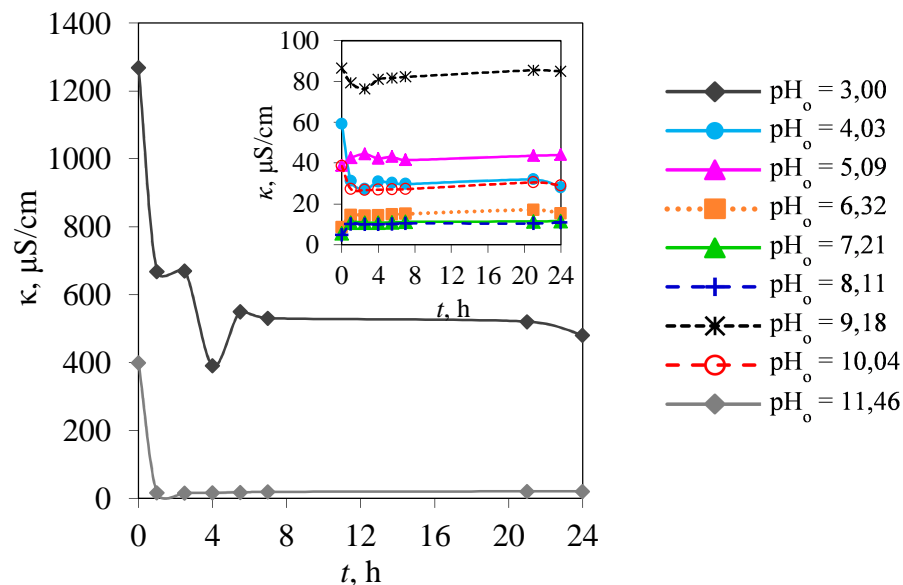 1400
1200
1000
800
600
400
200
0
κ, µS/cm
0 4 8 12 16 20 24
t, h
100
80
60
40
20
0
κ, µS/cm
0 4 8 12 16 20 24
t, h
pHo = 3,00
pHo = 4,03
pHo = 5,09
pHo = 6,32
pHo = 7,21
pHo = 8,11
pHo = 9,18
pHo = 10,04
pHo = 11,46